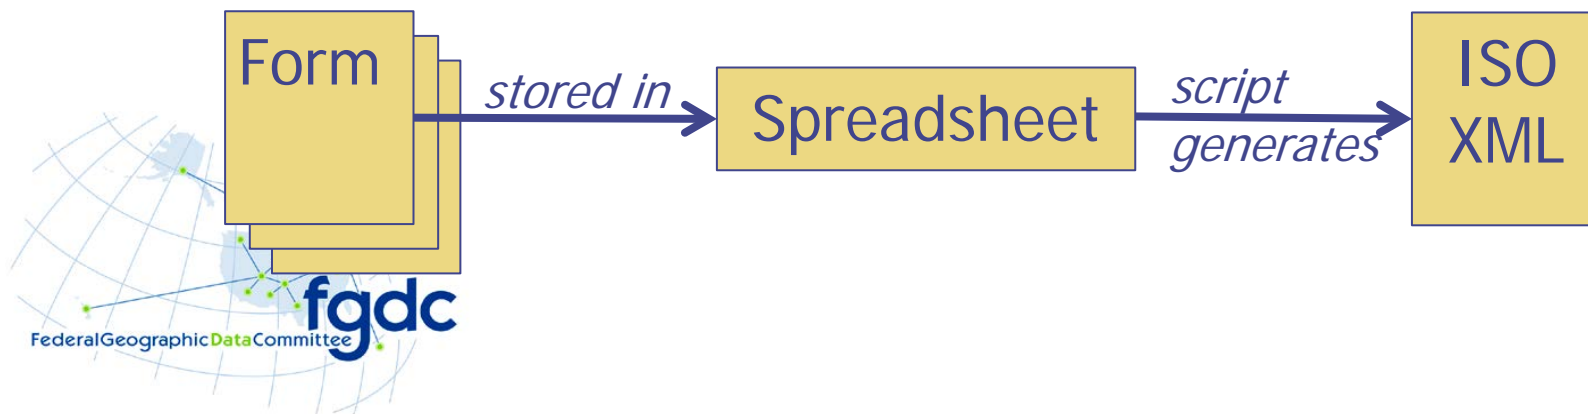 Form
stored in
Spreadsheet
script
generates
ISO
XML
fgdc
FederalGeographicDataCommittee